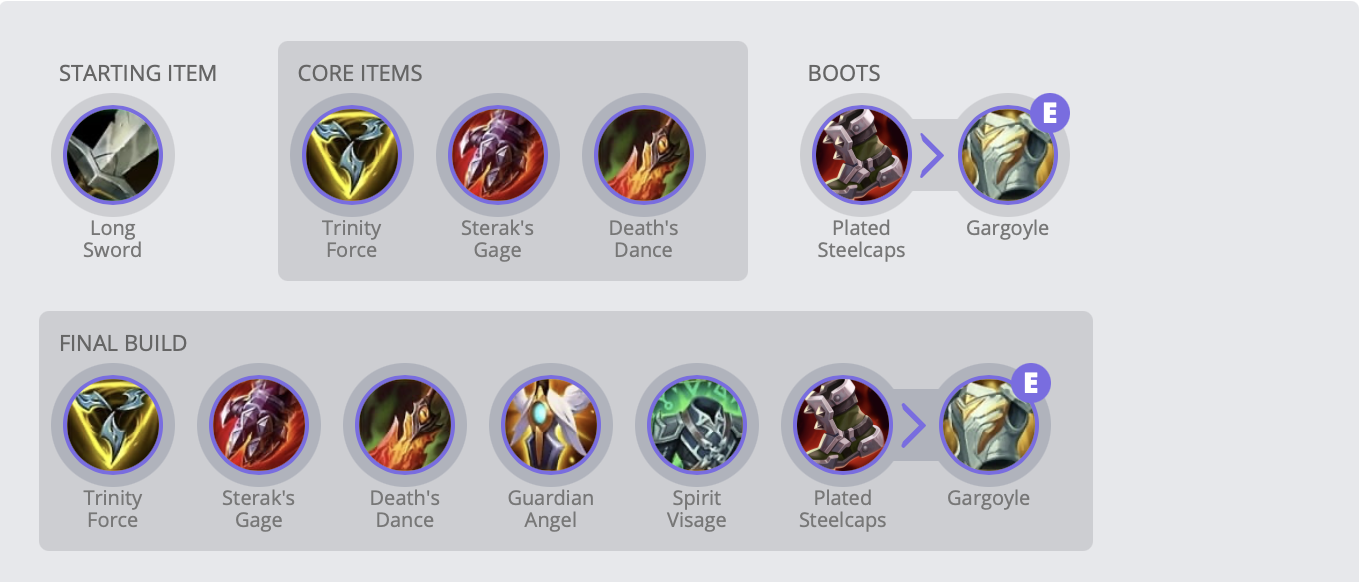 STARTING ITEM
Long
Sword
CORE ITEMS
Trinity
Force
Sterak's
Gage
Death's
Dance
BOOTS
Plated
Steelcaps
E
Gargoyle
FINAL BUILD
Trinity
Force
Sterak's
Gage
Death's
Dance
Guardian
Angel
Spirit
Visage
Plated
Steelcaps
E
Gargoyle